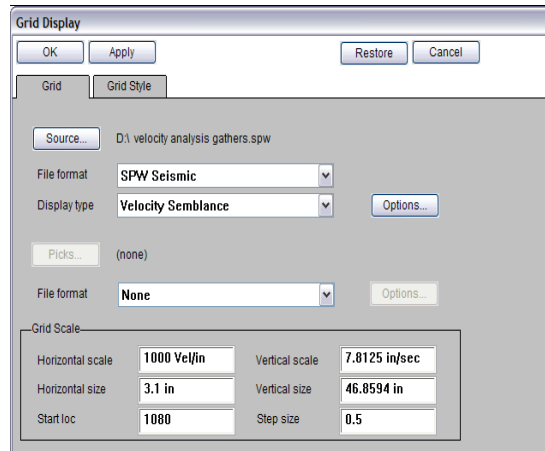 Grid Display
OK Apply Restore Cancel
Grid Grid Style
Source... D:\ velocity analysis gathers.spw
File format SPW Seismic
Display type Velocity Semblance Options...
Picks... (none)
File format None Options...
Grid Scale
Horizontal scale 1000 Vel/in Vertical scale 7.8125 in/sec
Horizontal size 3.1 in Vertical size 46.8594 in
Start loc 1080 Step size 0.5